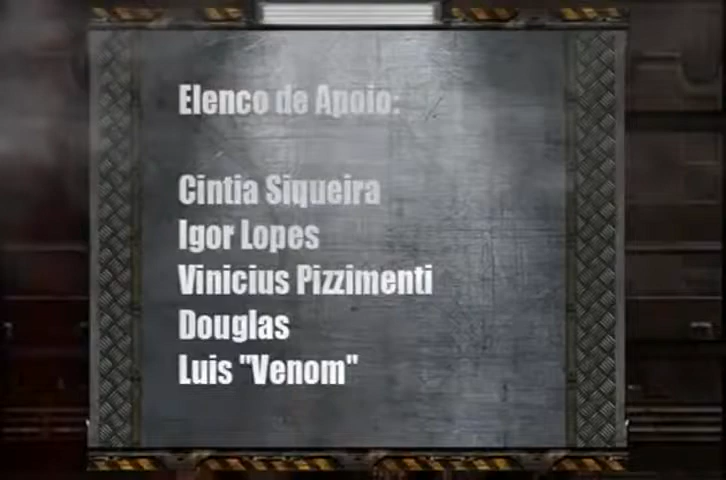 Elenco de Apoio:
Cintia Siqueira
Igor Lopes
Vinicius Pizzimenti
Douglas
Luis "Venom"